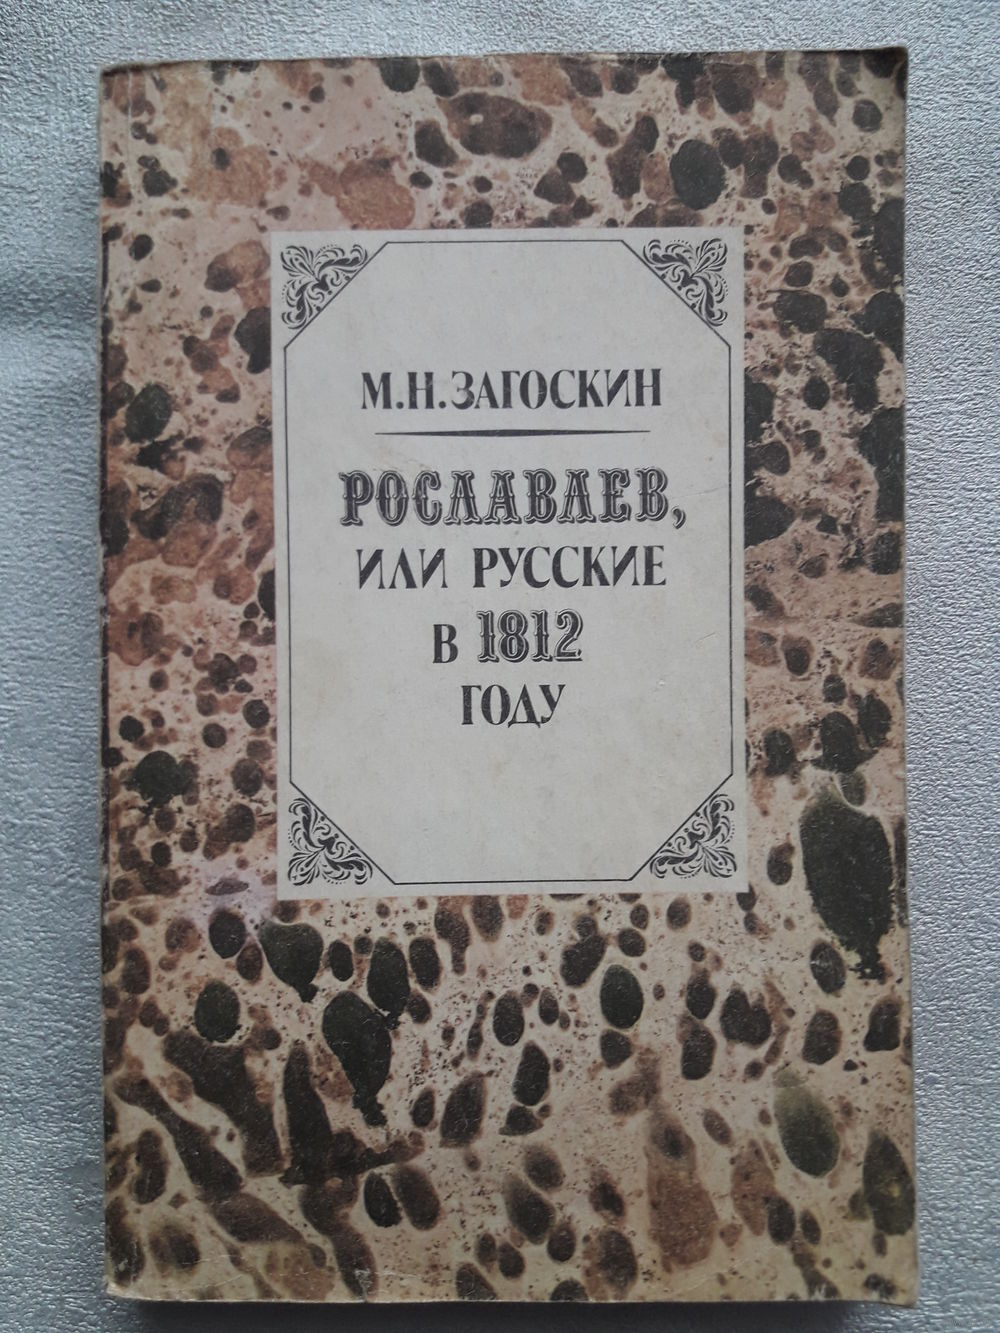 М.Н.ЗАГОСКИН
РОСЛАВЛЕВ,
ИЛИ РУССКИЕ
В 1812
ГОДУ